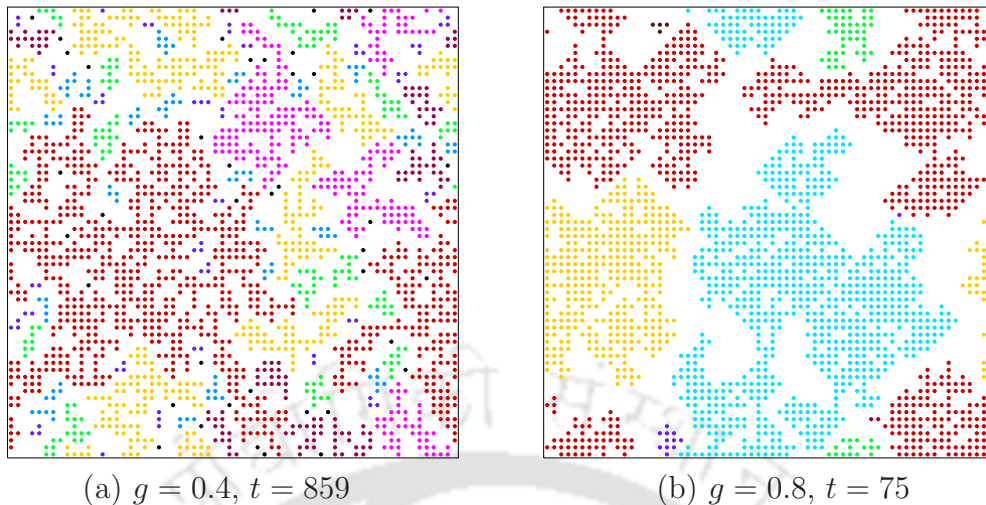 (a) g = 0.4, t = 859
(b) g = 0.8, t = 75